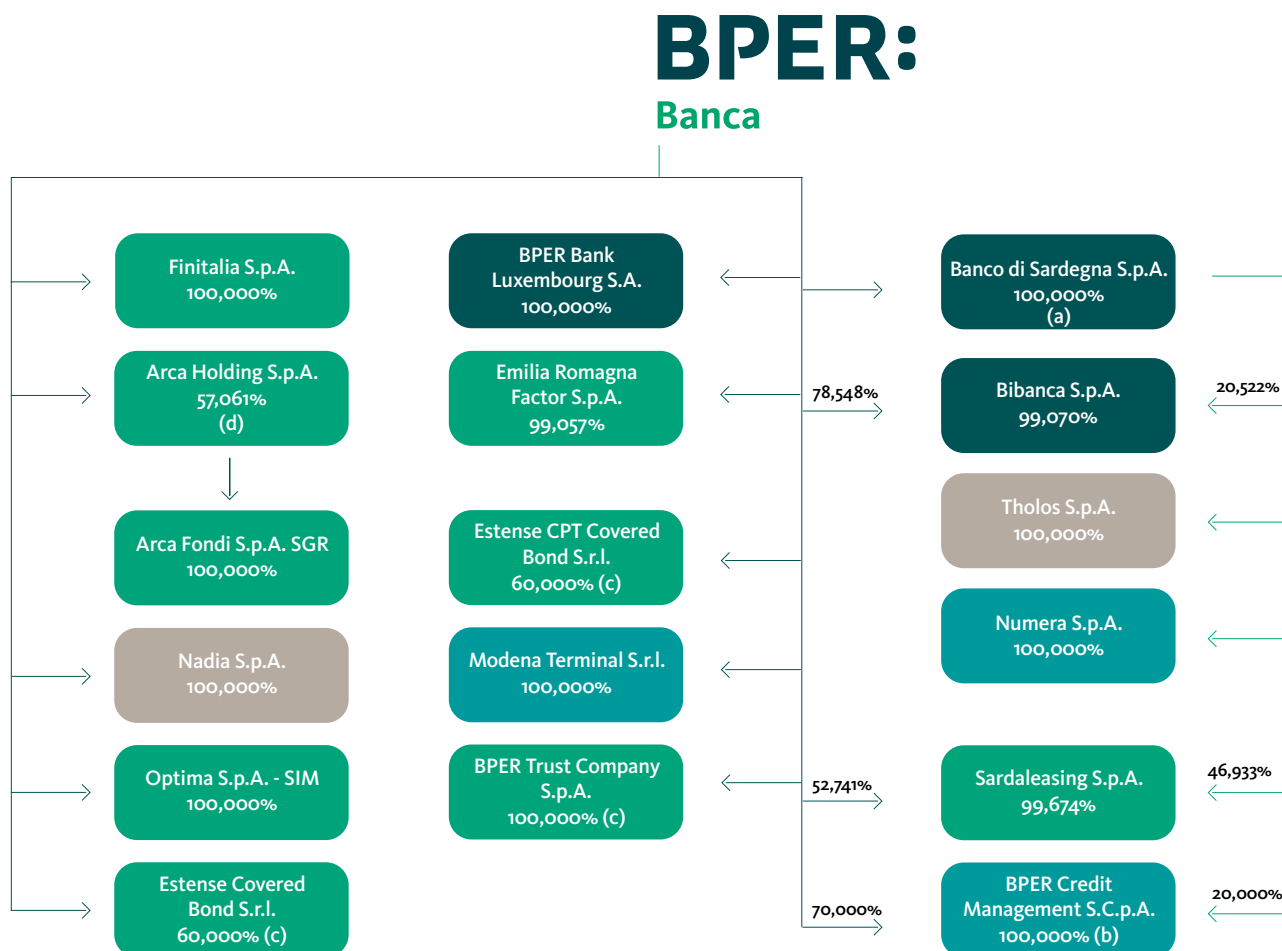 BPER:
Banca
Finitalia S.p.A.
100,000%
Arca Holding S.p.A.
57,061%
(d)
Arca Fondi S.p.A. SGR
100,000%
Nadia S.p.A.
100,000%
Optima S.p.A. - SIM
100,000%
Estense Covered
Bond S.r.l.
60,000% (c)
BPER Bank
Luxembourg S.A.
100,000%
Emilia Romagna
Factor S.p.A.
99,057%
Estense CPT Covered
Bond S.r.l.
60,000% (c)
Modena Terminal S.r.l.
100,000%
BPER Trust Company
S.p.A.
100,000% (c)
Banco di Sardegna S.p.A.
100,000%
(a)
78,548%
Bibanca S.p.A.
99,070%
20,522%
Tholos S.p.A.
100,000%
Numera S.p.A.
100,000%
52,741%
Sardaleasing S.p.A.
99,674%
46,933%
70,000%
BPER Credit
Management S.C.p.A.
100,000% (b)
20,000%